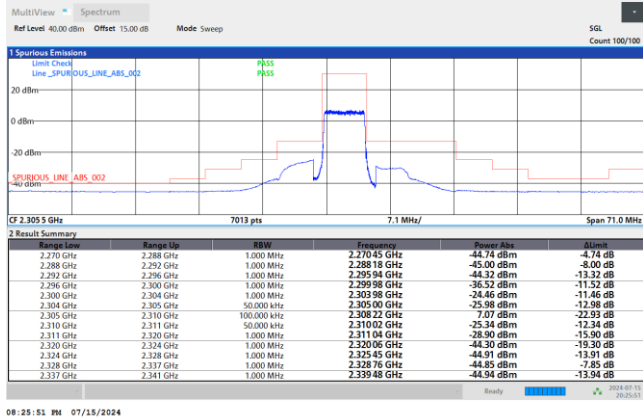 MultiView Spectrum
Ref Level 40.00 dBm Offset 15.00 dB Mode Sweep SGL
Count 100/100
1 Spurious Emissions
Limit Check PASS
Line _SPURIOUS_LINE_ABS_002 PASS
20 dBm
0 dBm
-20 dBm
_SPURIOUS_LINE_ABS_002
-40 dBm
CF 2.305 5 GHz 7013 pts 7.1 MHz/ Span 71.0 MHz
2 Result Summary
Range Low Range Up RBW Frequency Power Abs ΔLimit
2.270 GHz 2.288 GHz 1.000 MHz 2.270 45 GHz -44.74 dBm -4.74 dB
2.288 GHz 2.292 GHz 1.000 MHz 2.288 18 GHz -45.00 dBm -8.00 dB
2.292 GHz 2.296 GHz 1.000 MHz 2.295 94 GHz -44.32 dBm -13.32 dB
2.296 GHz 2.300 GHz 1.000 MHz 2.299 98 GHz -36.52 dBm -11.52 dB
2.300 GHz 2.304 GHz 1.000 MHz 2.303 98 GHz -24.46 dBm -11.46 dB
2.304 GHz 2.305 GHz 50.000 kHz 2.305 00 GHz -25.98 dBm -12.98 dB
2.305 GHz 2.310 GHz 100.000 kHz 2.308 22 GHz 7.07 dBm -22.93 dB
2.310 GHz 2.311 GHz 50.000 kHz 2.310 02 GHz -25.34 dBm -12.34 dB
2.311 GHz 2.320 GHz 1.000 MHz 2.311 04 GHz -28.90 dBm -15.90 dB
2.320 GHz 2.324 GHz 1.000 MHz 2.320 06 GHz -44.30 dBm -19.30 dB
2.324 GHz 2.328 GHz 1.000 MHz 2.325 45 GHz -44.91 dBm -13.91 dB
2.328 GHz 2.337 GHz 1.000 MHz 2.328 76 GHz -44.85 dBm -7.85 dB
2.337 GHz 2.341 GHz 1.000 MHz 2.339 48 GHz -44.94 dBm -13.94 dB
Ready 2024-07-15
20:25:51
08:25:51 PM 07/15/2024